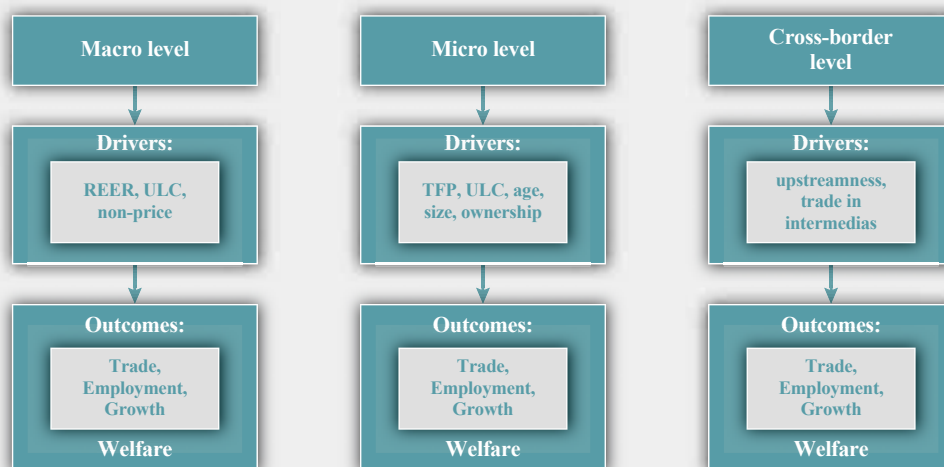 Macro level
Drivers:
REER, ULC,
non-price
Outcomes:
Trade,
Employment,
Growth
Welfare
Micro level
Drivers:
TFP, ULC, age,
size, ownership
Outcomes:
Trade,
Employment,
Growth
Welfare
Cross-border
level
Drivers:
upstreamness,
trade in
intermedias
Outcomes:
Trade,
Employment,
Growth
Welfare